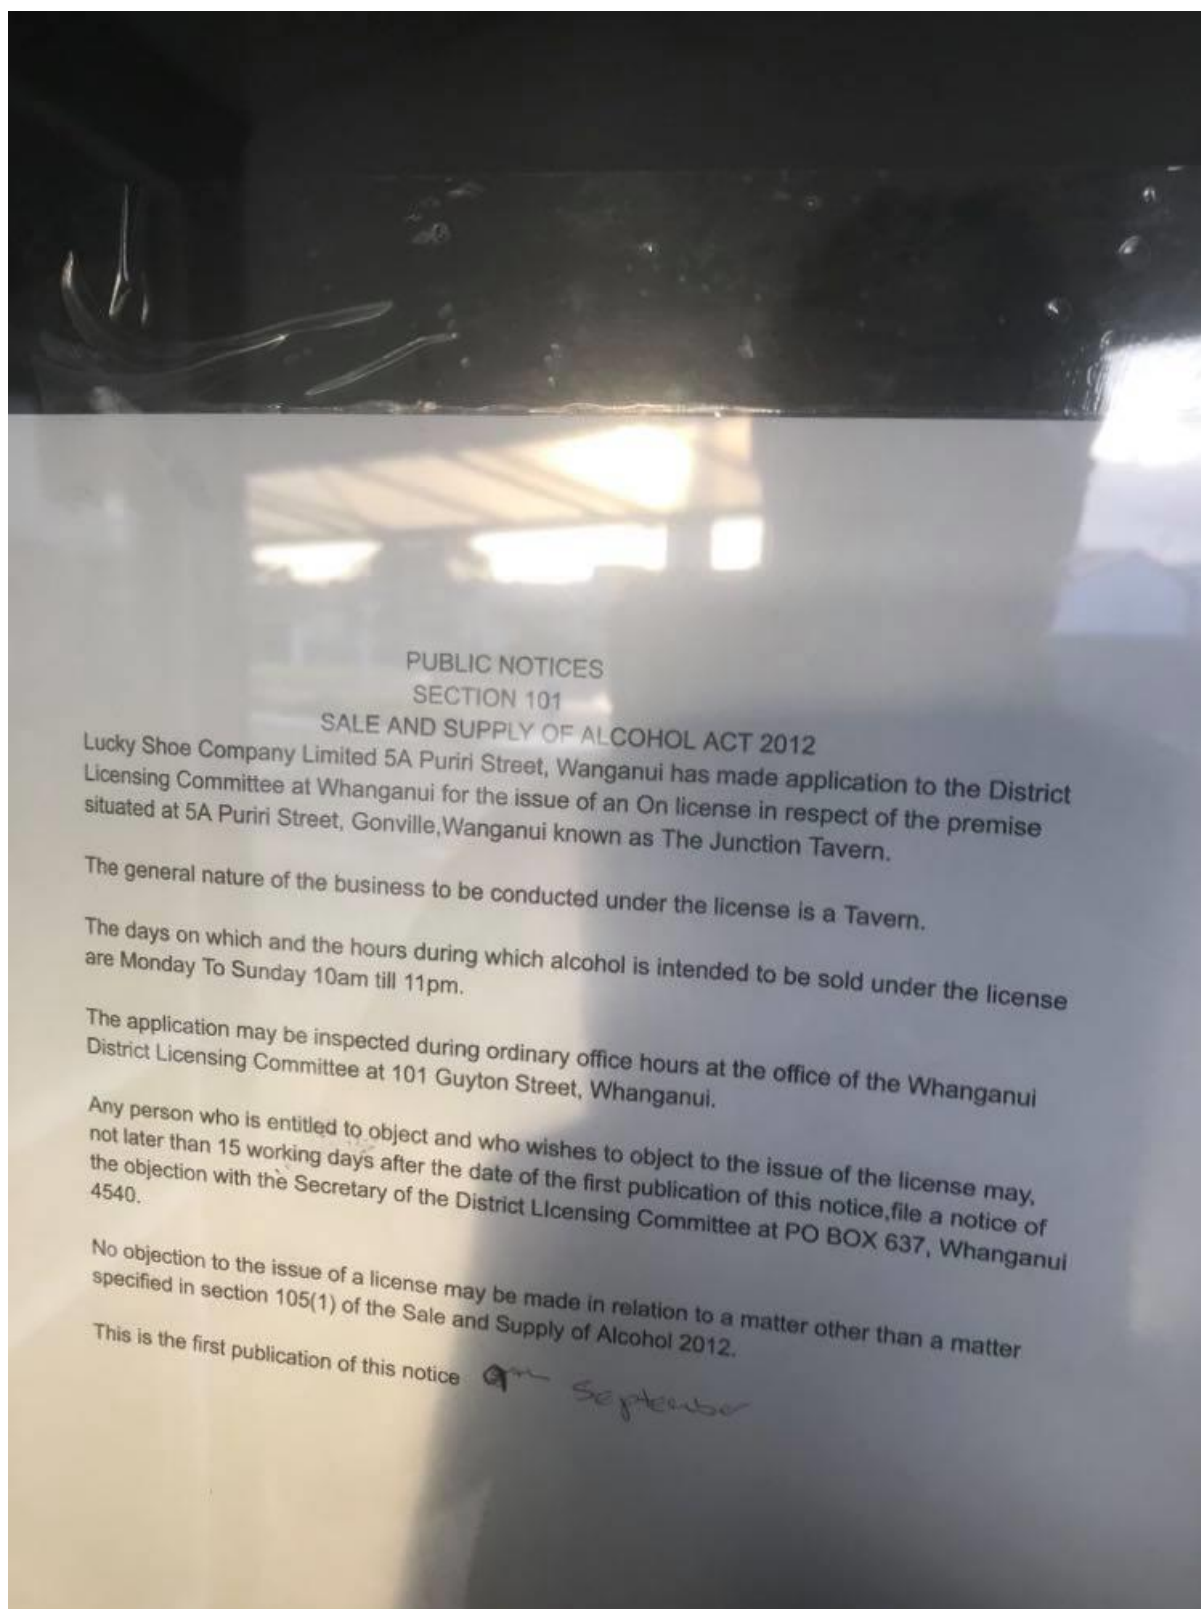 PUBLIC NOTICES
SECTION 101
SALE AND SUPPLY OF ALCOHOL ACT 2012
Lucky Shoe Company Limited 5A Puriri Street, Wanganui has made application to the District
Licensing Committee at Whanganui for the issue of an On license in respect of the premise
situated at 5A Puriri Street, Gonville,Wanganui known as The Junction Tavern.
The general nature of the business to be conducted under the license is a Tavern.
The days on which and the hours during which alcohol is intended to be sold under the license
are Monday To Sunday 10am till 11pm.
The application may be inspected during ordinary office hours at the office of the Whanganui
District Licensing Committee at 101 Guyton Street, Whanganui.
Any person who is entitled to object and who wishes to object to the issue of the license may,
not later than 15 working days after the date of the first publication of this notice,file a notice of
the objection with the Secretary of the District LIcensing Committee at PO BOX 637, Whanganui
4540.
No objection to the issue of a license may be made in relation to a matter other than a matter
specified in section 105(1) of the Sale and Supply of Alcohol 2012.
This is the first publication of this notice September